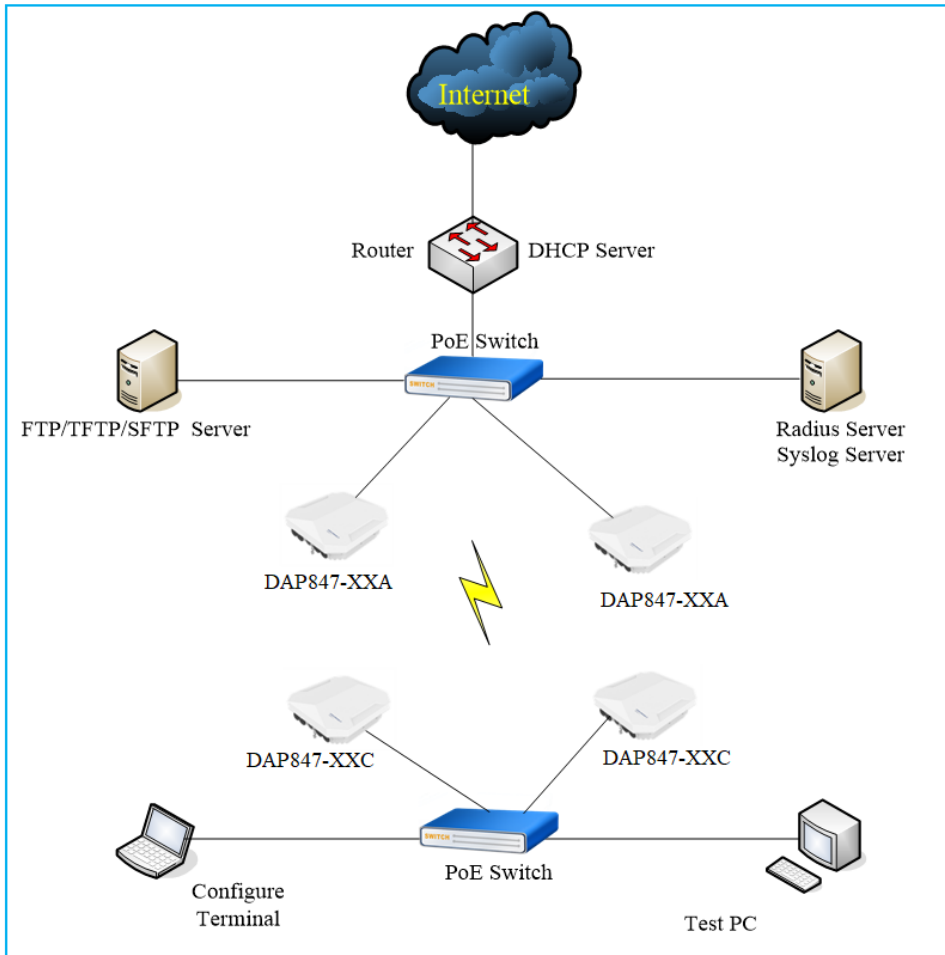 Internet
Router
DHCP Server
PoE Switch
SWITCH
FTP/TFTP/SFTP Server
Radius Server
Syslog Server
DAP847-XXA
DAP847-XXA
DAP847-XXC
DAP847-XXC
SWITCH
PoE Switch
Configure
Terminal
Test PC